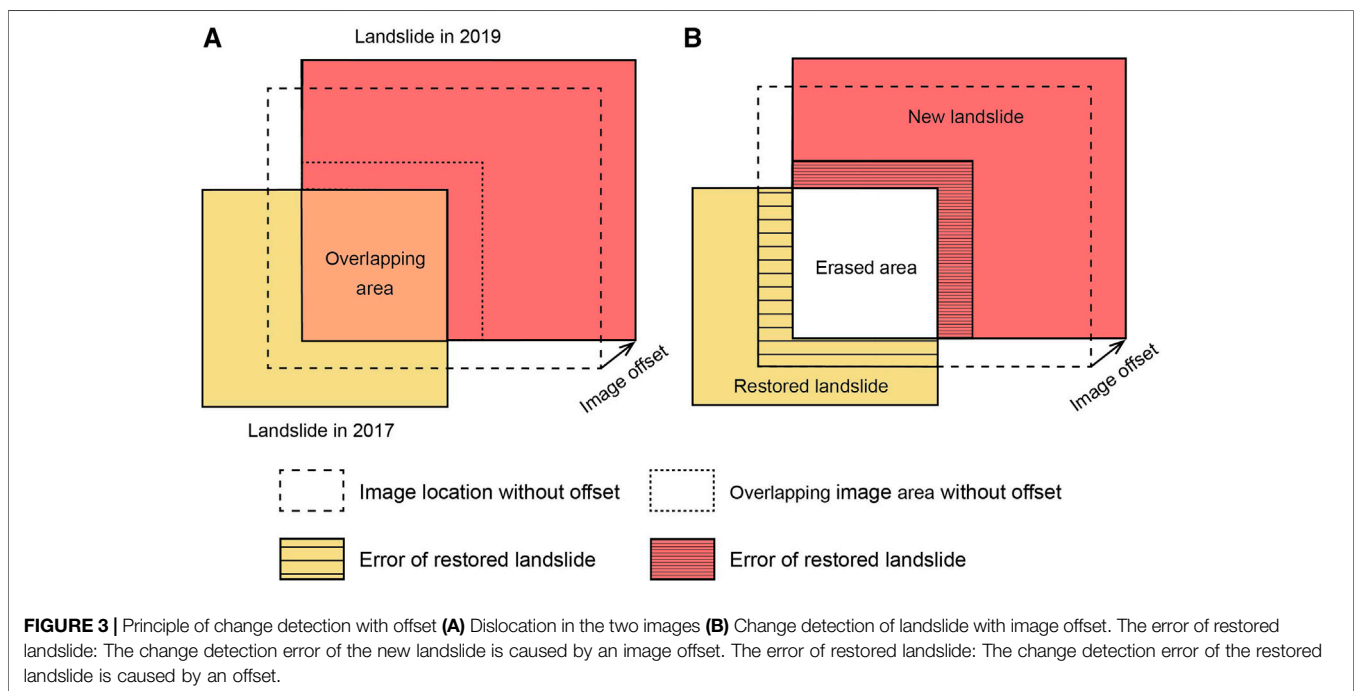 A
Landslide in 2019
B
New landslide
Overlapping
area
Erased area
Image offset
Restored landslide
Image offset
Landslide in 2017
Image location without offset
Overlapping image area without offset
Error of restored landslide
Error of restored landslide
FIGURE 3 | Principle of change detection with offset (A) Dislocation in the two images (B) Change detection of landslide with image offset. The error of restored
landslide: The change detection error of the new landslide is caused by an image offset. The error of restored landslide: The change detection error of the restored
landslide is caused by an offset.